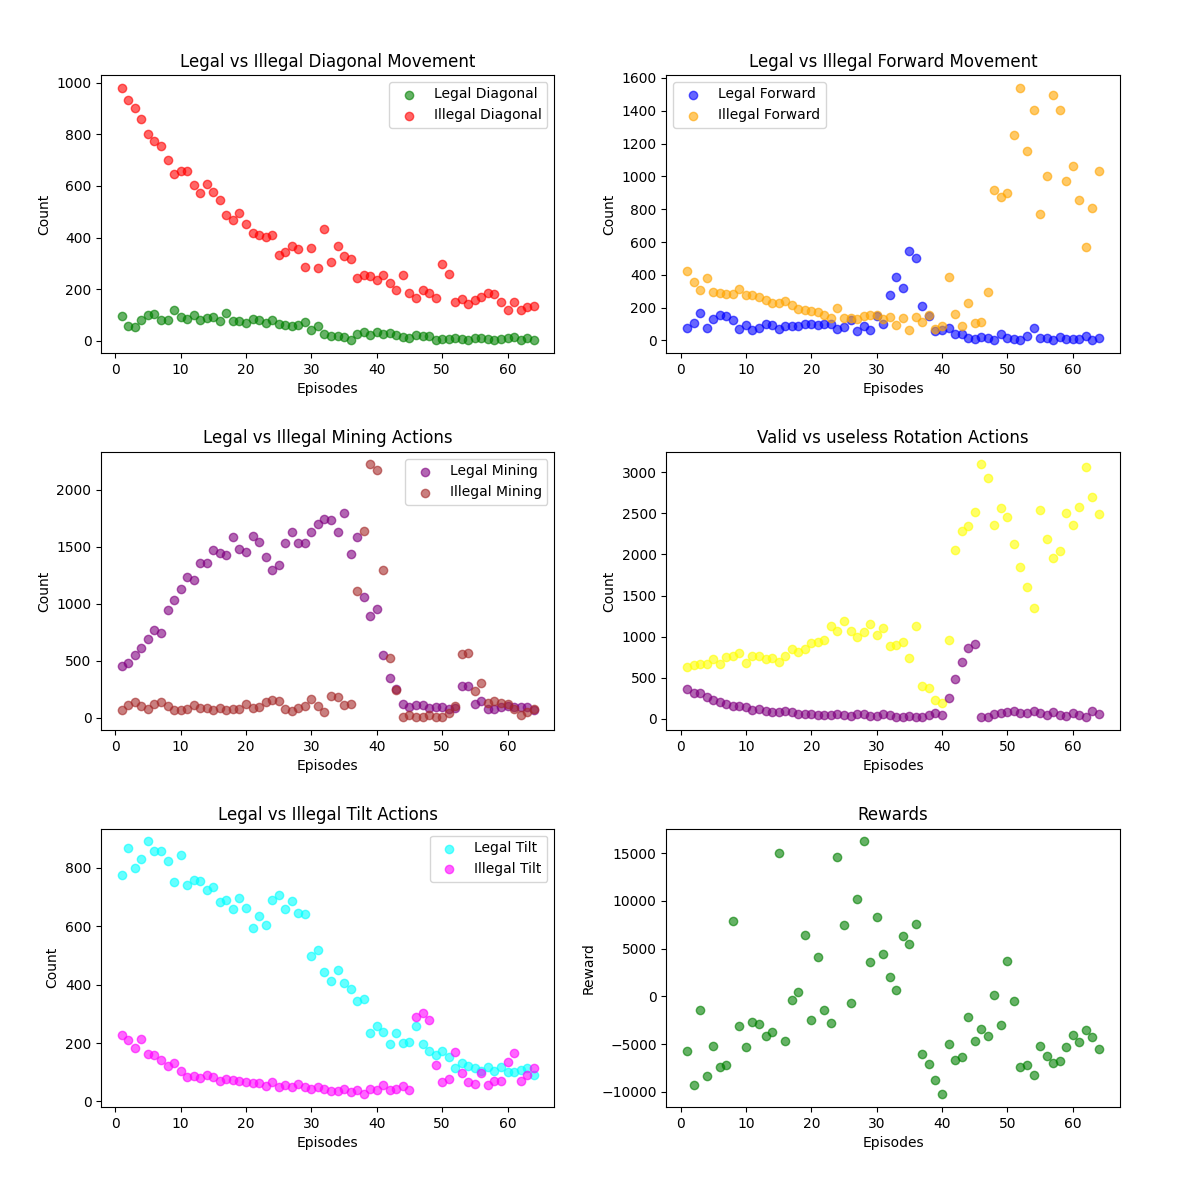 Legal vs Illegal Diagonal Movement
1000
800
600
400
200
0
Count
Legal Diagonal
Illegal Diagonal
0 10 20 30 40 50 60
Episodes
Legal vs Illegal Forward Movement
1600
1400
1200
1000
800
600
400
200
0
Count
Legal Forward
Illegal Forward
0 10 20 30 40 50 60
Episodes
Legal vs Illegal Mining Actions
2000
1500
1000
500
0
Count
Legal Mining
Illegal Mining
0 10 20 30 40 50 60
Episodes
Valid vs useless Rotation Actions
3000
2500
2000
1500
1000
500
0
Count
0 10 20 30 40 50 60
Episodes
Legal vs Illegal Tilt Actions
800
600
400
200
0
Count
Legal Tilt
Illegal Tilt
0 10 20 30 40 50 60
Episodes
Rewards
15000
10000
5000
0
−5000
−10000
Reward
0 10 20 30 40 50 60
Episodes